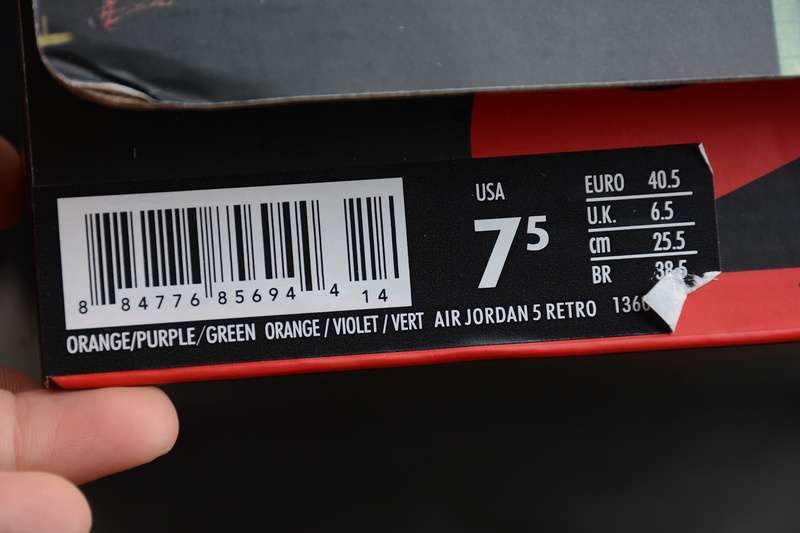 USA
7⁵
EURO 40.5
U.K. 6.5
cm 25.5
BR 38.5
8 84776 85694 4 14
ORANGE/PURPLE/GREEN ORANGE / VIOLET / VERT AIR JORDAN 5 RETRO